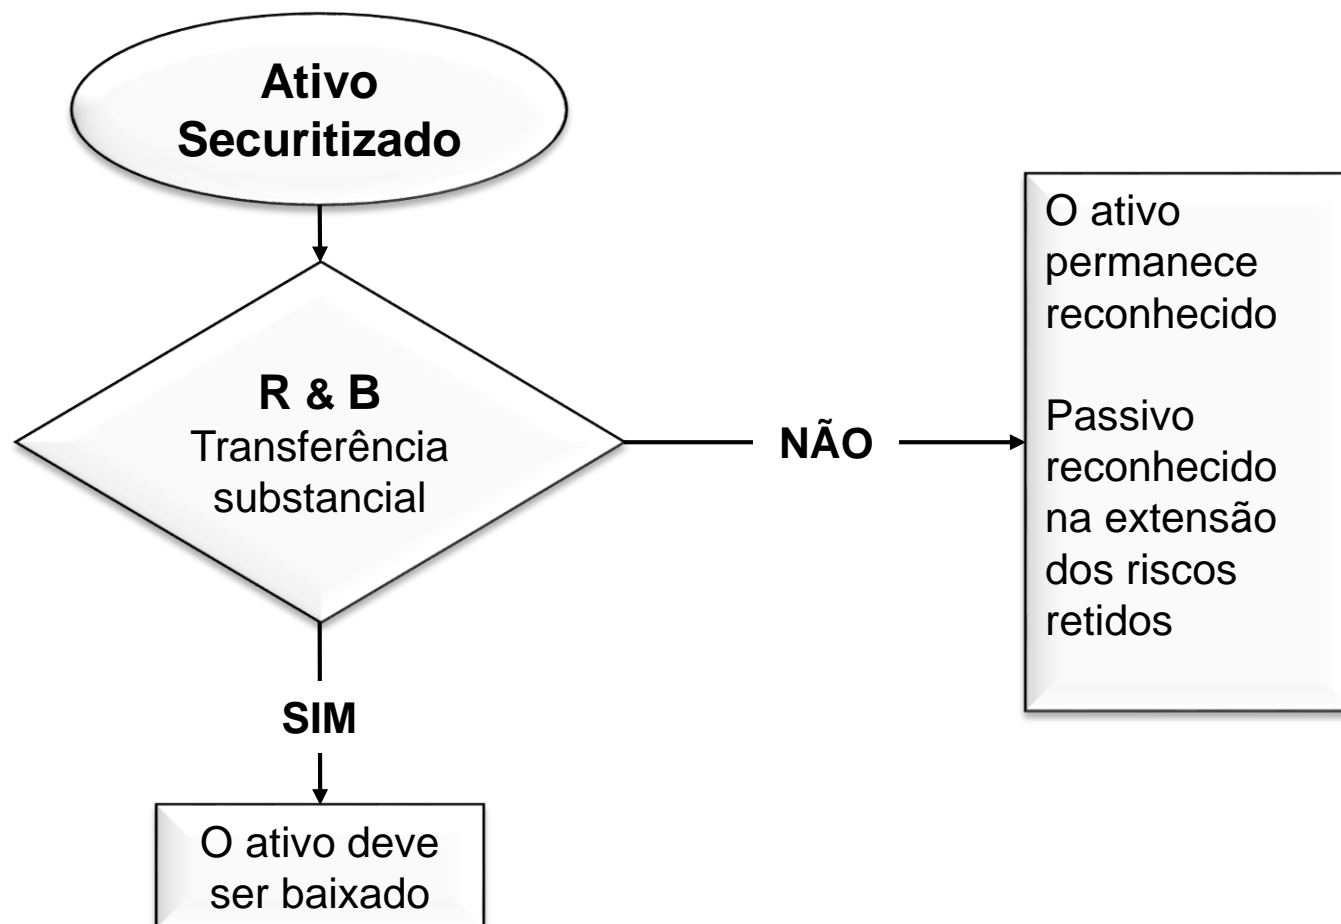 Ativo
Securitizado
R & B
Transferência
substancial
NÃO
O ativo
permanece
reconhecido
Passivo
reconhecido
na extensão
dos riscos
retidos
SIM
O ativo deve
ser baixado